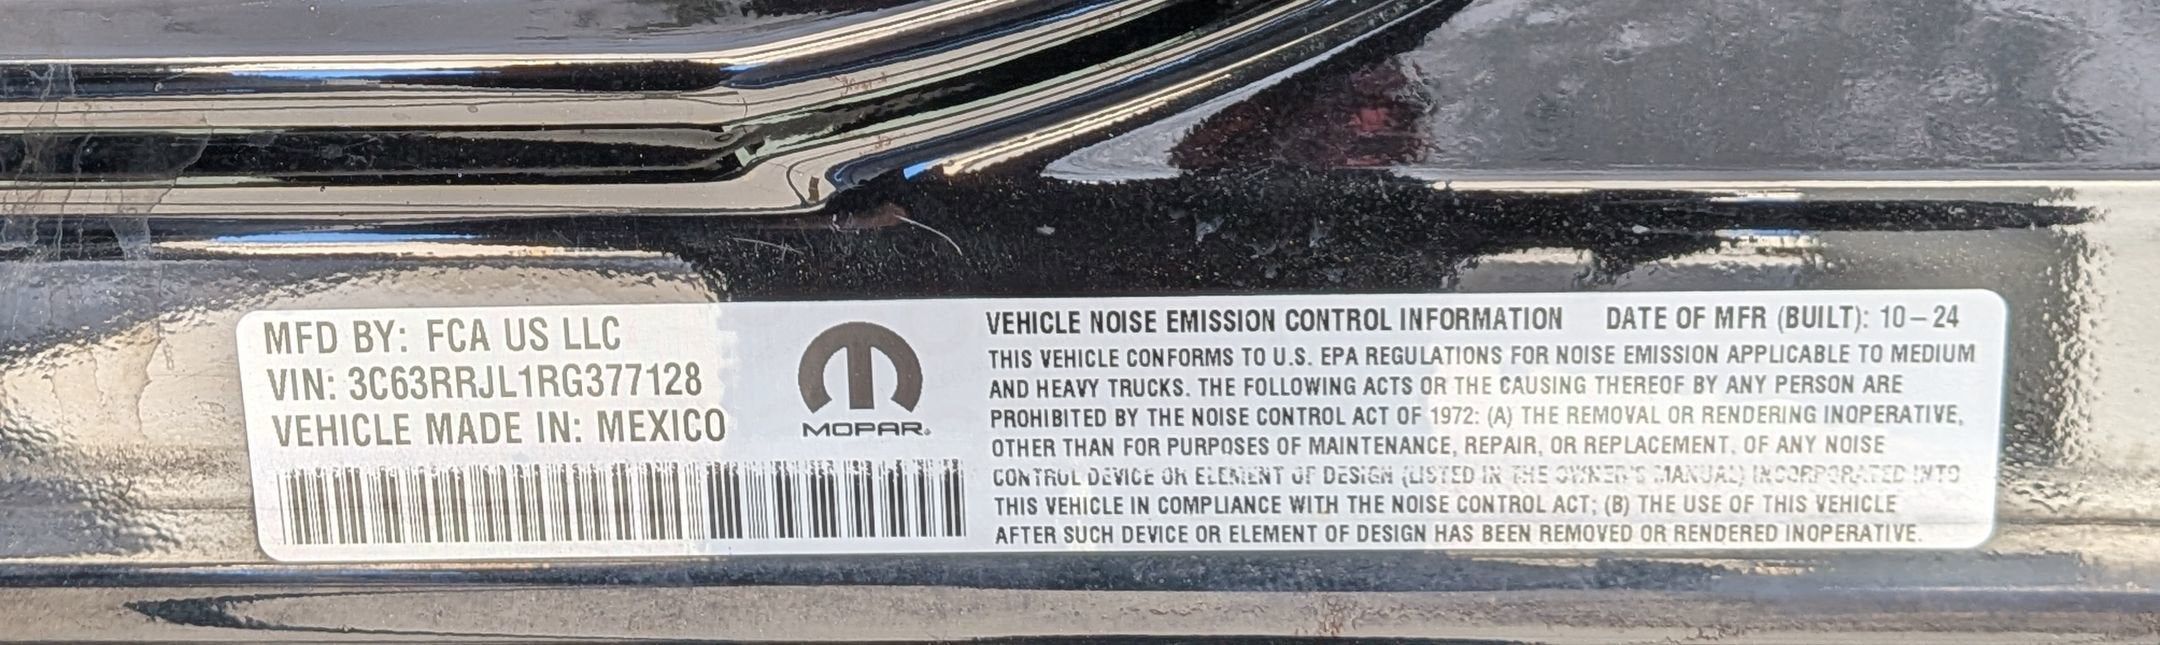 MFD BY: FCA US LLC
VIN: 3C63RRJL1RG377128
VEHICLE MADE IN: MEXICO
MOPAR®
VEHICLE NOISE EMISSION CONTROL INFORMATION DATE OF MFR (BUILT): 10-24
THIS VEHICLE CONFORMS TO U.S. EPA REGULATIONS FOR NOISE EMISSION APPLICABLE TO MEDIUM
AND HEAVY TRUCKS. THE FOLLOWING ACTS OR THE CAUSING THEREOF BY ANY PERSON ARE
PROHIBITED BY THE NOISE CONTROL ACT OF 1972: (A) THE REMOVAL OR RENDERING INOPERATIVE,
OTHER THAN FOR PURPOSES OF MAINTENANCE, REPAIR, OR REPLACEMENT, OF ANY NOISE
CONTROL DEVICE OR ELEMENT OF DESIGN (LISTED IN THE OWNER'S MANUAL) INCORPORATED INTO
THIS VEHICLE IN COMPLIANCE WITH THE NOISE CONTROL ACT; (B) THE USE OF THIS VEHICLE
AFTER SUCH DEVICE OR ELEMENT OF DESIGN HAS BEEN REMOVED OR RENDERED INOPERATIVE.